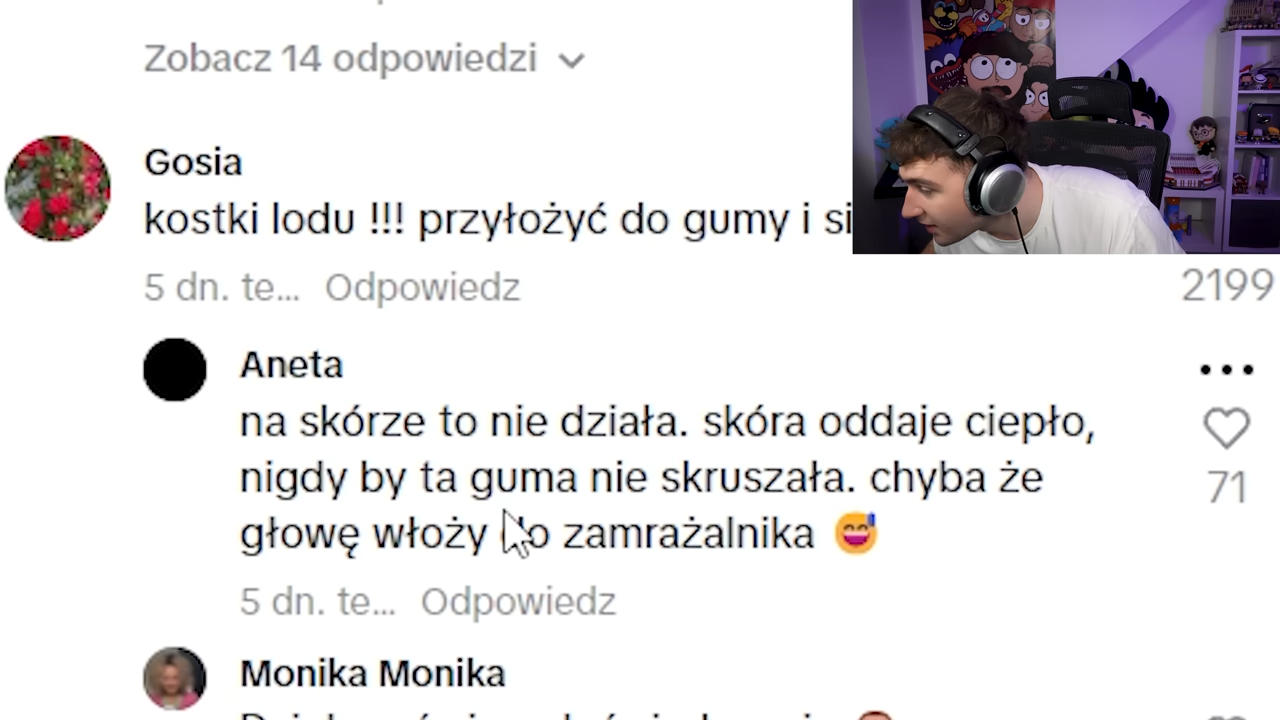 Zobacz 14 odpowiedzi
Gosia
kostki lodu !!! przyłożyć do gumy i si
5 dn. te... Odpowiedz
2199
Aneta
na skórze to nie działa. skóra oddaje ciepło,
nigdy by ta guma nie skruszała. chyba że
głowę włoży do zamrażalnika 😅
71
5 dn. te... Odpowiedz
Monika Monika